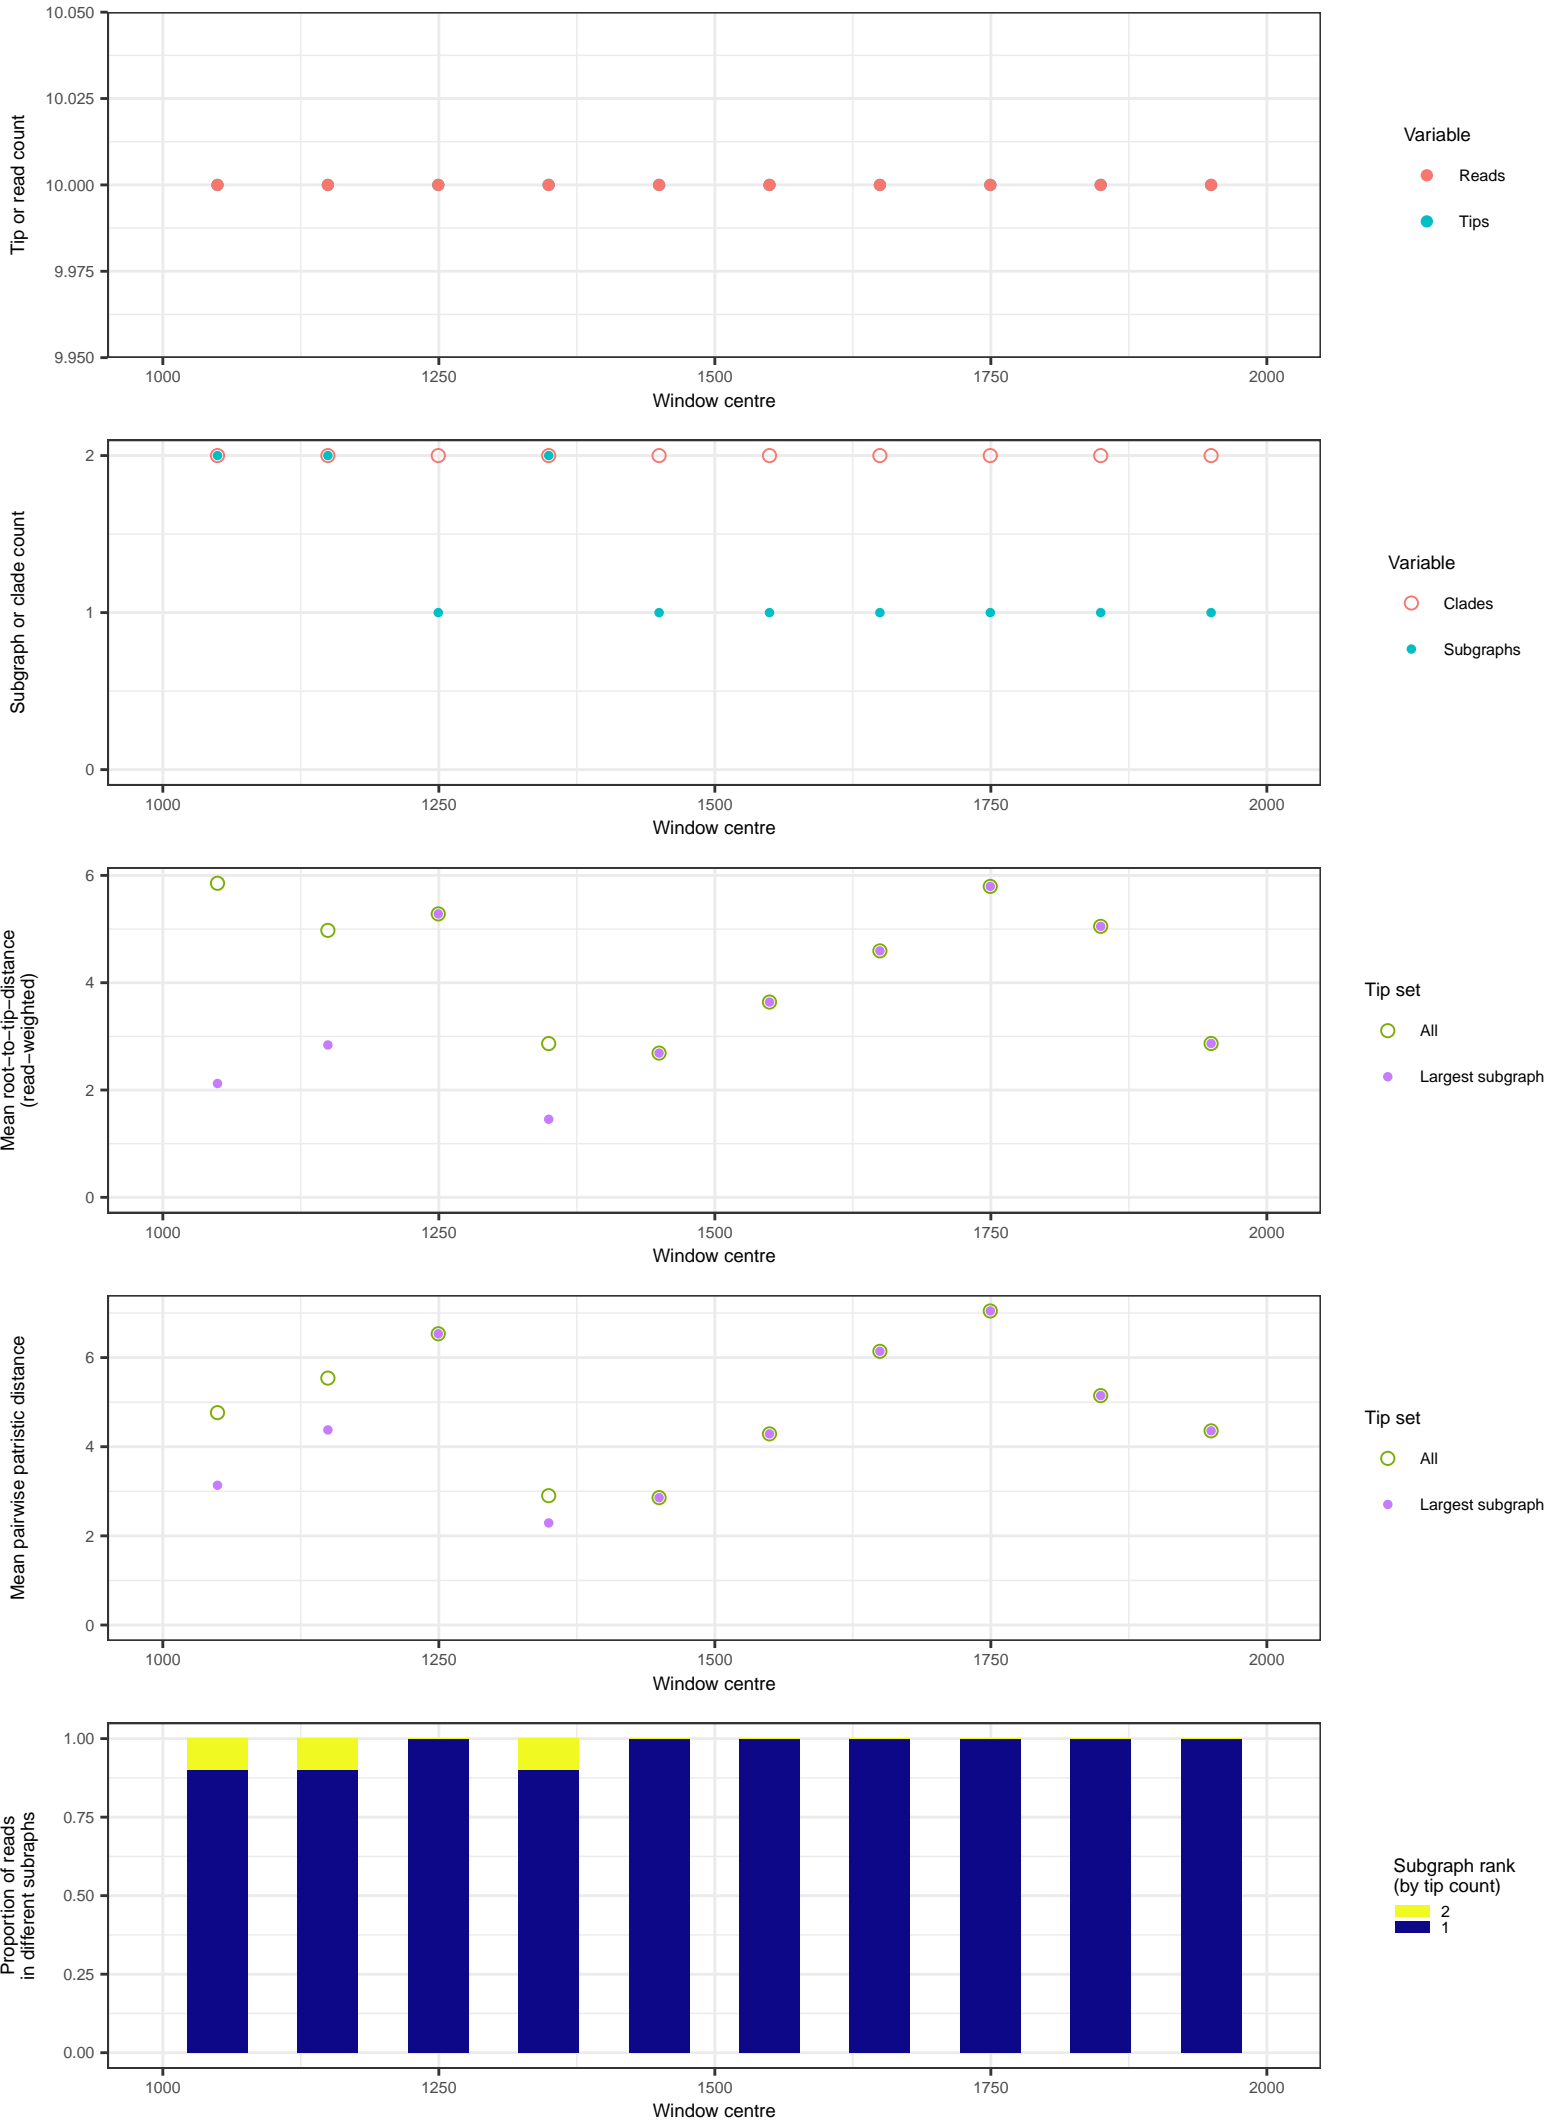 10.050
10.025
10.000
9.975
9.950
Tip or read count
1000 1250 1500 1750 2000
Window centre
Variable
Reads
Tips
2
1
0
Subgraph or clade count
1000 1250 1500 1750 2000
Window centre
Variable
Clades
Subgraphs
6
4
2
0
Mean root−to−tip−distance
(read−weighted)
1000 1250 1500 1750 2000
Window centre
Tip set
All
Largest subgraph
6
4
2
0
Mean pairwise patristic distance
1000 1250 1500 1750 2000
Window centre
Tip set
All
Largest subgraph
1.00
0.75
0.50
0.25
0.00
Proportion of reads
in different subraphs
1000 1250 1500 1750 2000
Window centre
Subgraph rank
(by tip count)
2
1